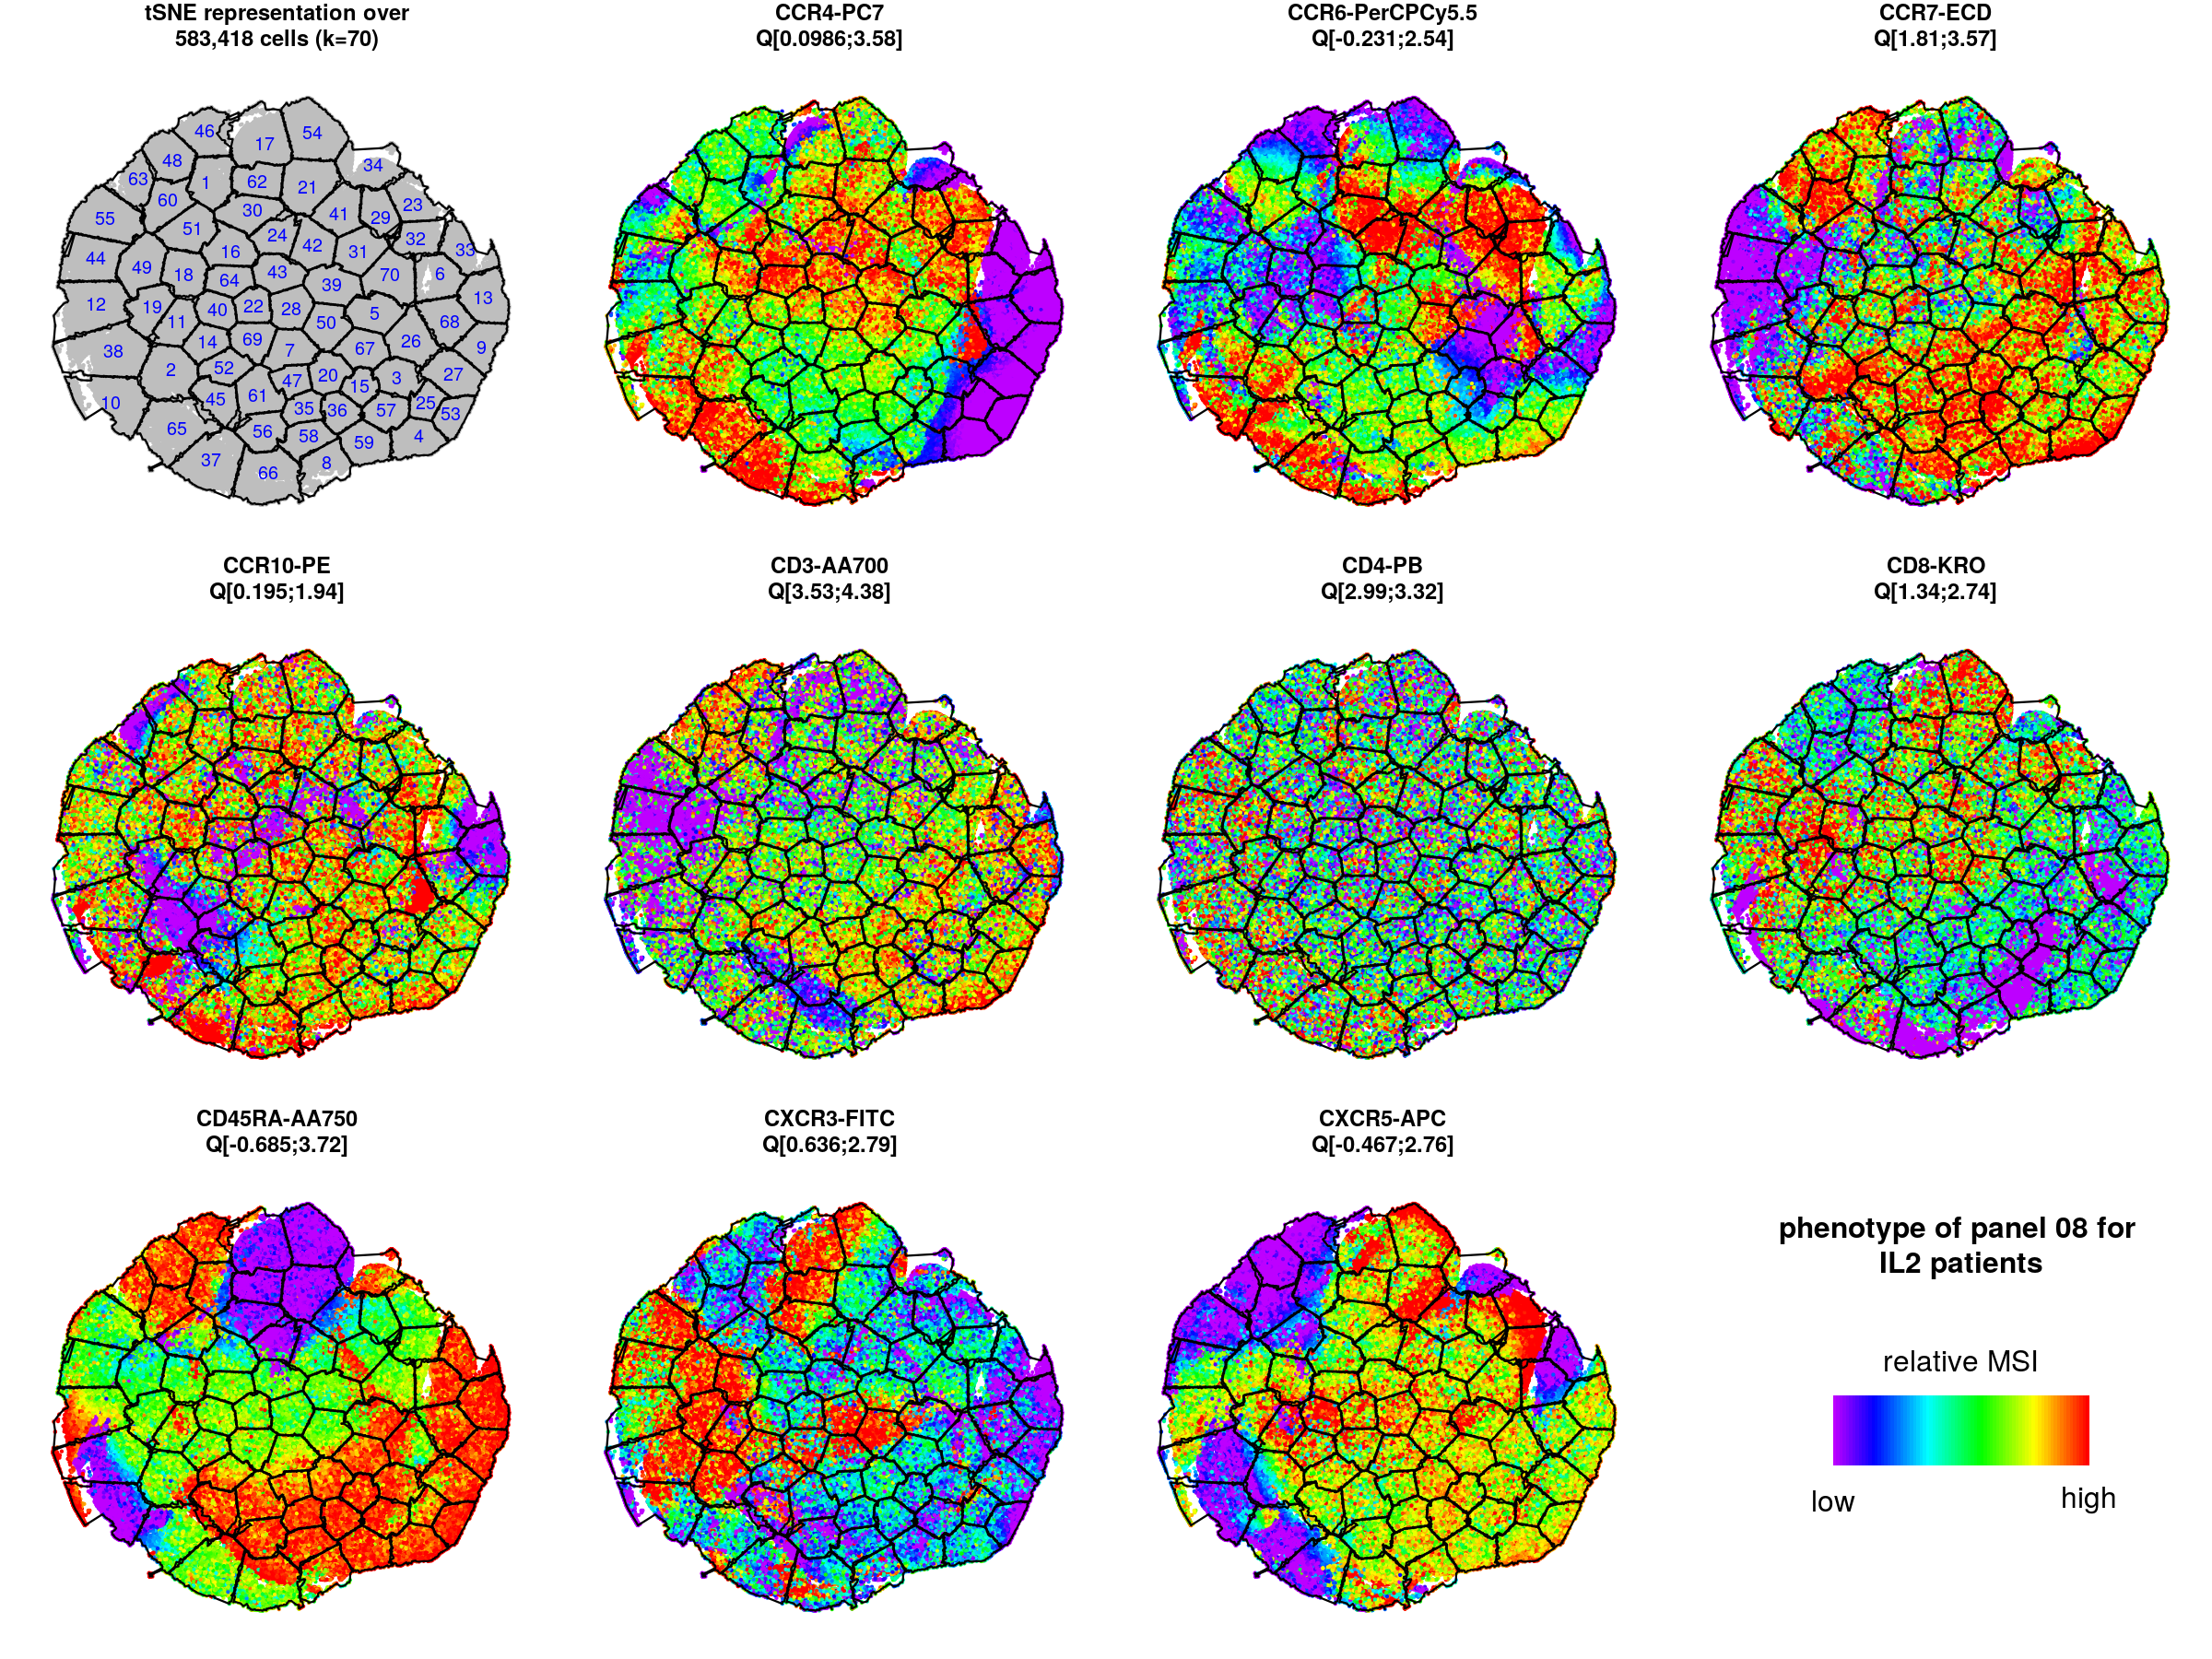 tSNE representation over
583,418 cells (k=70)
CCR4-PC7
Q[0.0986;3.58]
CCR6-PerCPCy5.5
Q[-0.231;2.54]
CCR7-ECD
Q[1.81;3.57]
46
17
54
48
34
63
1
62
21
60
23
55
30
41
29
51
24
42
32
16
31
33
44
49
18
64
43
39
70
6
13
12
19
11
40
22
28
50
5
68
38
14
69
7
67
26
9
2
52
47
20
15
3
27
10
45
61
35
36
57
25
53
65
56
58
59
4
37
66
8
CCR10-PE
Q[0.195;1.94]
CD3-AA700
Q[3.53;4.38]
CD4-PB
Q[2.99;3.32]
CD8-KRO
Q[1.34;2.74]
CD45RA-AA750
Q[-0.685;3.72]
CXCR3-FITC
Q[0.636;2.79]
CXCR5-APC
Q[-0.467;2.76]
phenotype of panel 08 for
IL2 patients
relative MSI
low
high